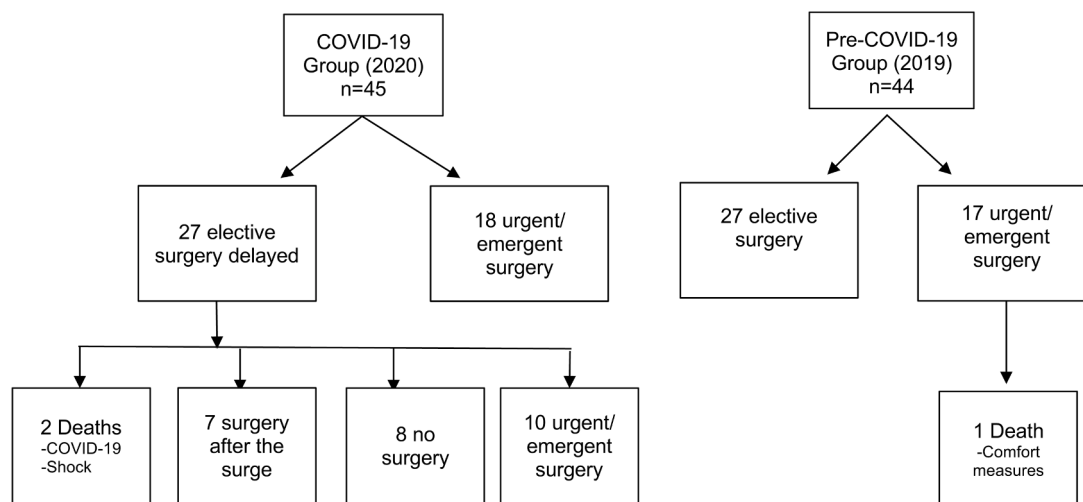 COVID-19
Group (2020)
n=45
Pre-COVID-19
Group (2019)
n=44
27 elective
surgery delayed
18 urgent/
emergent
surgery
27 elective
surgery
17 urgent/
emergent
surgery
2 Deaths
-COVID-19
-Shock
7 surgery
after the
surge
8 no
surgery
10 urgent/
emergent
surgery
1 Death
-Comfort
measures